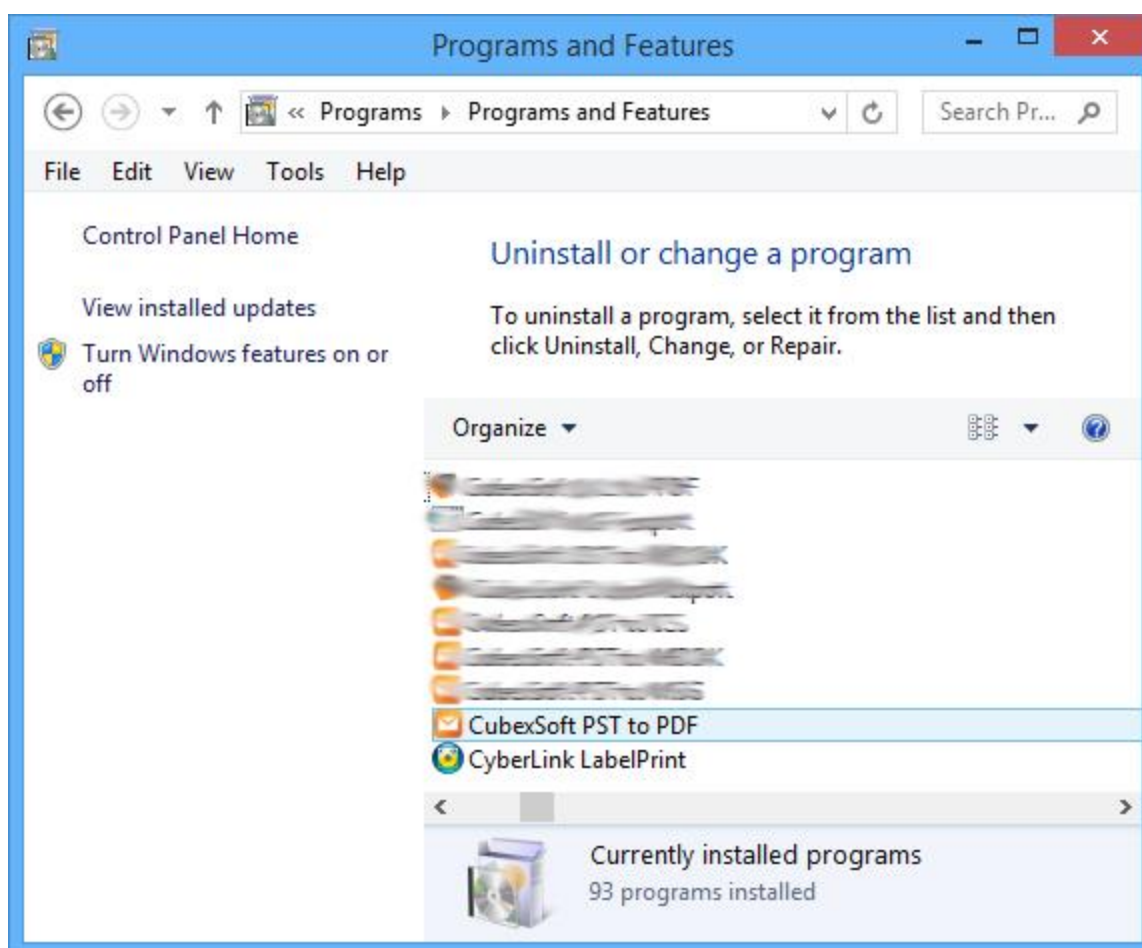 Programs and Features
« Programs Programs and Features
Search Pr...
File Edit View Tools Help
Control Panel Home
View installed updates
Turn Windows features on or
off
Uninstall or change a program
To uninstall a program, select it from the list and then
click Uninstall, Change, or Repair.
Organize
CubexSoft PST to PDF
CyberLink LabelPrint
Currently installed programs
93 programs installed